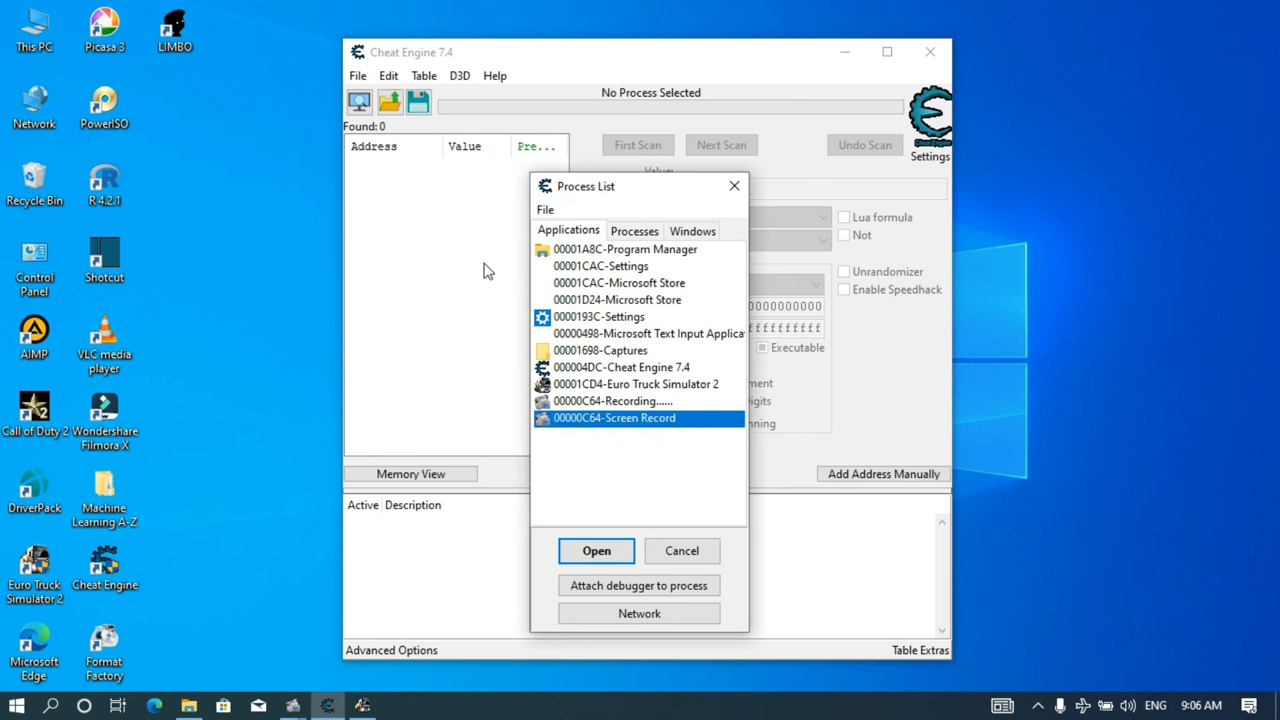 This PC
Picasa 3
LIMBO
Network
PowerISO
Recycle Bin
R 4.2.1
Control
Panel
Shotcut
AIMP
VLC media
player
Call of Duty 2
Wondershare
Filmora X
DriverPack
Machine
Learning A-Z
Euro Truck
Simulator 2
Cheat Engine
Microsoft
Edge
Format
Factory
Cheat Engine 7.4
File Edit Table D3D Help
No Process Selected
Found: 0
Address Value Pre...
First Scan Next Scan Undo Scan
Cheat Engine
Settings
Value:
Lua formula
Not
Unrandomizer
Enable Speedhack
0000000000
ffffffffff
Executable
Memory View
Add Address Manually
Active Description
Advanced Options
Table Extras
Process List
File
Applications Processes Windows
00001A8C-Program Manager
00001CAC-Settings
00001CAC-Microsoft Store
00001D24-Microsoft Store
0000193C-Settings
00000498-Microsoft Text Input Applica
00001698-Captures
000004DC-Cheat Engine 7.4
00001CD4-Euro Truck Simulator 2
00000C64-Recording......
00000C64-Screen Record
Open Cancel
Attach debugger to process
Network
ENG 9:06 AM